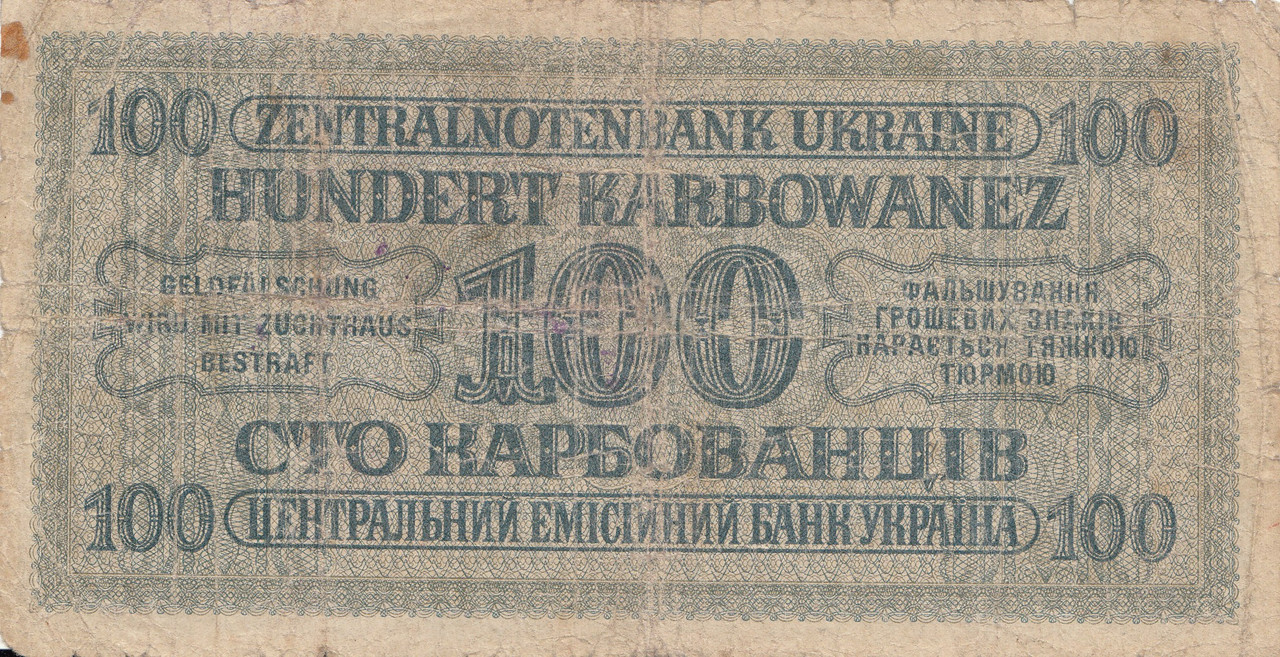 100 ZENTRALNOTENBANK UKRAINE 100
HUNDERT KARBOWANEZ
GELDFÄLSCHUNG
WIRD MIT ZUCHTHAUS
BESTRAFT
100
ФАЛЬШУВАННЯ
ГРОШЕВИХ ЗНАКІВ
КАРАЄТЬСЯ ТЯЖКОЮ
ТЮРМОЮ
СТО КАРБОВАНЦІВ
100 ЦЕНТРАЛЬНИЙ ЕМІСІЙНИЙ БАНК УКРАЇНА 100